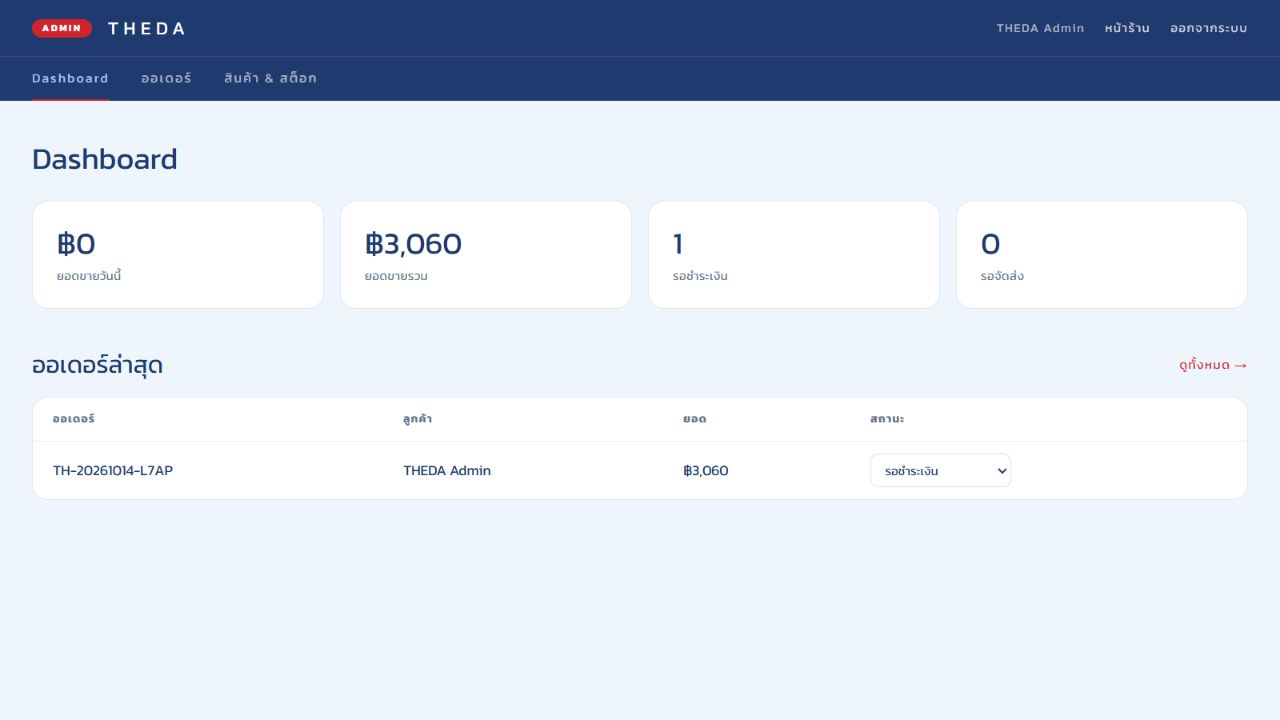 ADMIN THEDA THEDA Admin หน้าร้าน ออกจากระบบ
Dashboard ออเดอร์ สินค้า & สต็อก
Dashboard
฿0 ฿3,060 1 0
ยอดขายวันนี้ ยอดขายรวม รอชำระเงิน รอจัดส่ง
ออเดอร์ล่าสุด ดูทั้งหมด →
ออเดอร์ ลูกค้า ยอด สถานะ
TH-20261014-L7AP THEDA Admin ฿3,060 รอชำระเงิน